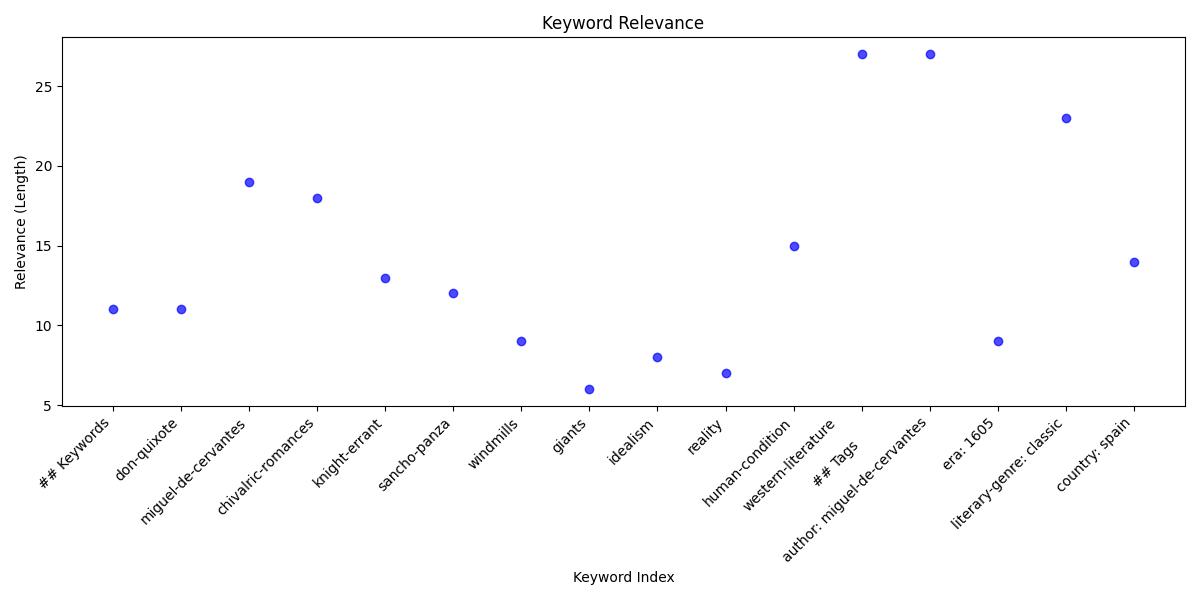 Keyword Relevance
Relevance (Length)
25
20
15
10
5
## Keywords
don-quixote
miguel-de-cervantes
chivalric-romances
knight-errant
sancho-panza
windmills
giants
idealism
reality
human-condition
western-literature
## Tags
author: miguel-de-cervantes
era: 1605
literary-genre: classic
country: spain
Keyword Index